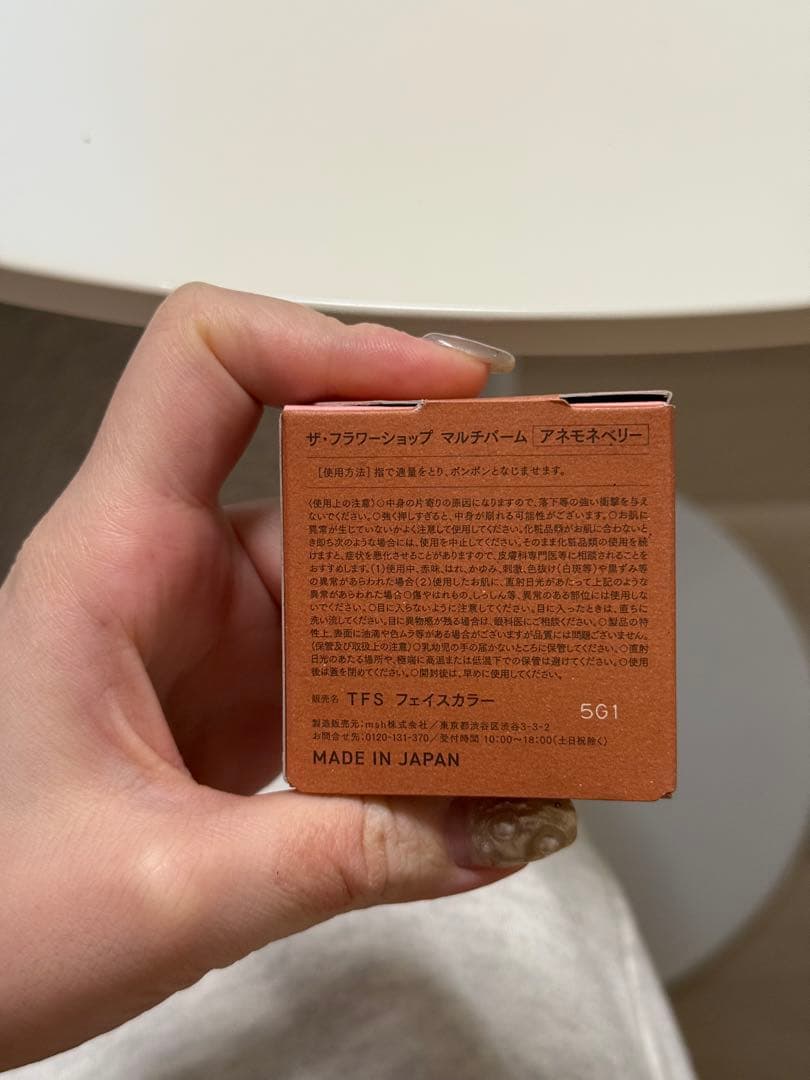 ザ・フラワーショップ マルチバーム アネモネベリー
［使用方法］指で適量をとり、ポンポンとなじませます。
〈使用上の注意〉○中身の片寄りの原因になりますので、落下等の強い衝撃を与え
ないでください。○強く押しすぎると、中身が崩れる可能性がございます。○お肌に
異常が生じていないかよく注意して使用してください。化粧品類がお肌に合わないと
き即ち次のような場合には、使用を中止してください。そのまま化粧品類の使用を続
けますと、症状を悪化させることがありますので、皮膚科専門医等に相談されることを
おすすめします。(1)使用中、赤味、はれ、かゆみ、刺激、色抜け(白斑等)や黒ずみ等
の異常があらわれた場合(2)使用したお肌に、直射日光があたって上記のような
異常があらわれた場合○傷やはれもの、しっしん等、異常のある部位には使用しな
いでください。○目に入らないように注意してください。目に入ったときは、直ちに
洗い流してください。目に異物感が残る場合は、眼科医にご相談ください。○製品の特
性上、表面に油滴や色ムラ等がある場合がございますが品質には問題ございません。
〈保管及び取扱上の注意〉○乳幼児の手の届かないところに保管してください。○直射
日光のあたる場所や、極端に高温または低温下での保管は避けてください。○使用
後は蓋を閉めてください。○開封後は、早めに使用してください。
販売名 TFS フェイスカラー
5G1
製造販売元:msh株式会社/東京都渋谷区渋谷3-3-2
お問合せ先:0120-131-370/受付時間 10:00〜18:00(土日祝除く)
MADE IN JAPAN